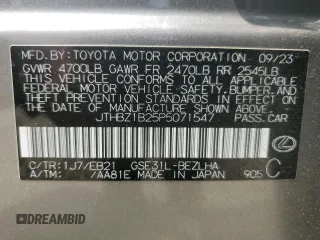 MFD.BY: TOYOTA MOTOR CORPORATION 09/23
GVWR 4700LB GAWR FR 2470LB RR 2545LB
THIS VEHICLE CONFORMS TO ALL APPLICABLE
FEDERAL MOTOR VEHICLE SAFETY, BUMPER, AND
THEFT PREVENTION STANDARDS IN EFFECT ON
THE DATE OF MANUFACTURE SHOWN ABOVE.
JTHBZ1B25P5071547 PASS.CAR
C/TR: 1J7/EB21 GSE31L-BEZLHA C
A/TM: /AA81E MADE IN JAPAN 905
© DREAMBID